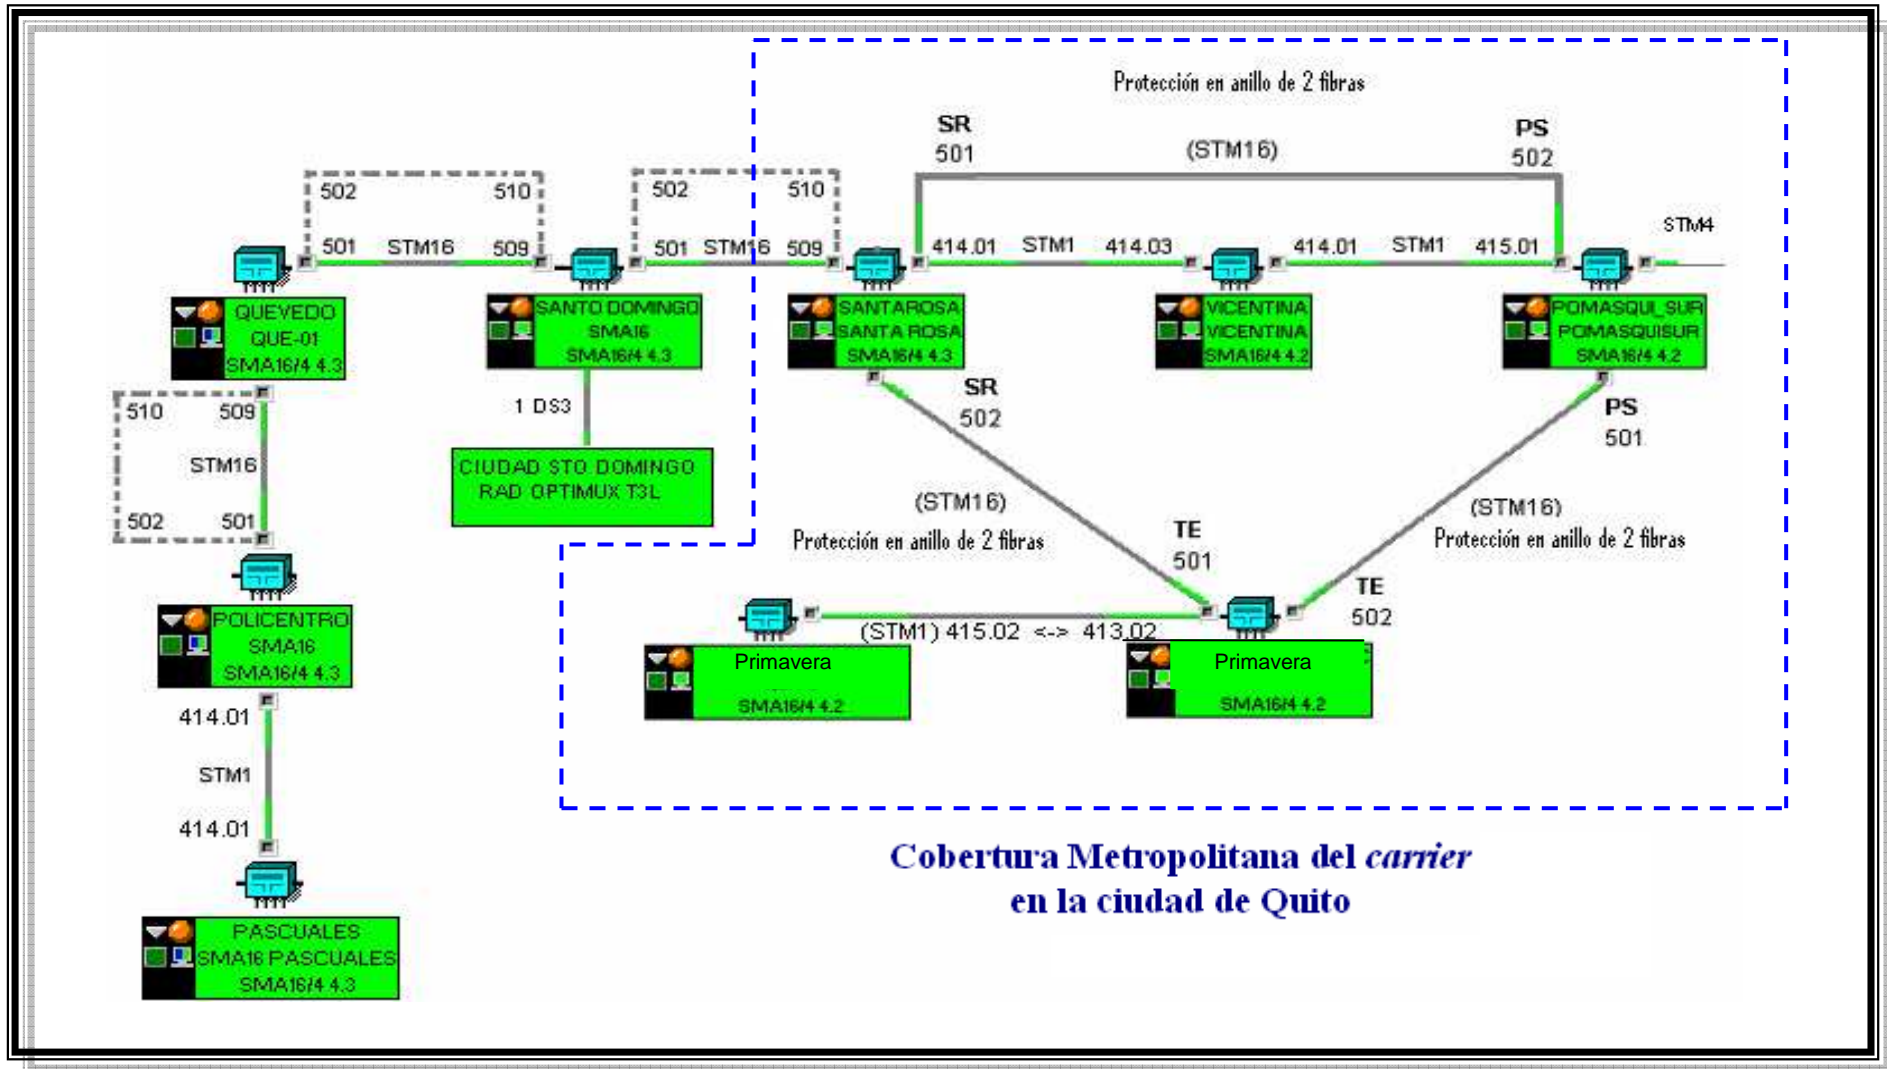 Protección en anillo de 2 fibras
SR
501
(STM16)
PS
502
STM4
502
510
502
510
501
STM16
509
501
STM16
509
414.01
STM1
414.03
414.01
STM1
415.01
QUEVEDO
QUE-01
SMA16/4 4.3
SANTO DOMINGO
SMA16
SMA16/4 4.3
SANTAROSA
SANTA ROSA
SMA16/4 4.3
VICENTINA
VICENTINA
SMA16/4 4.2
POMASQUI_SUR
POMASQUISUR
SMA16/4 4.2
510
509
STM16
502
501
1 DS3
CIUDAD STO. DOMINGO
RAD OPTIMUX T3L
SR
502
PS
501
(STM16)
Protección en anillo de 2 fibras
(STM16)
Protección en anillo de 2 fibras
TE
501
TE
502
(STM1) 415.02 <-> 413.02
POLICENTRO
SMA16
SMA16/4 4.3
Primavera
SMA16/4 4.2
Primavera
SMA16/4 4.2
414.01
STM1
414.01
PASCUALES
SMA16 PASCUALES
SMA16/4 4.3
Cobertura Metropolitana del carrier
en la ciudad de Quito